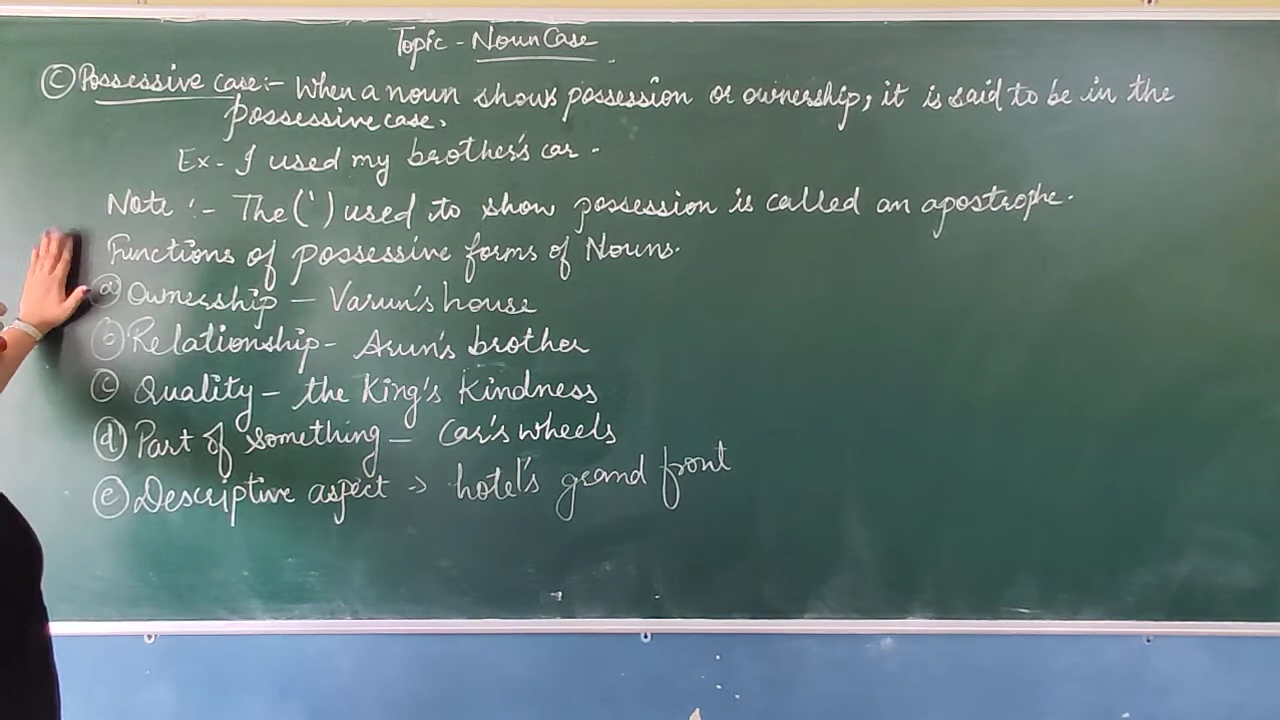 Topic - Noun Case
(C) Possessive case:- When a noun shows possession or ownership, it is said to be in the
possessive case.
Ex- I used my brother's car.
Note :- The (') used to show possession is called an apostrophe.
Functions of possessive forms of Nouns.
(a) Ownership - Varun's house
(b) Relationship - Arun's brother
(c) Quality - the King's Kindness
(d) Part of something - Car's wheels
(e) Descriptive aspect -> hotel's grand front